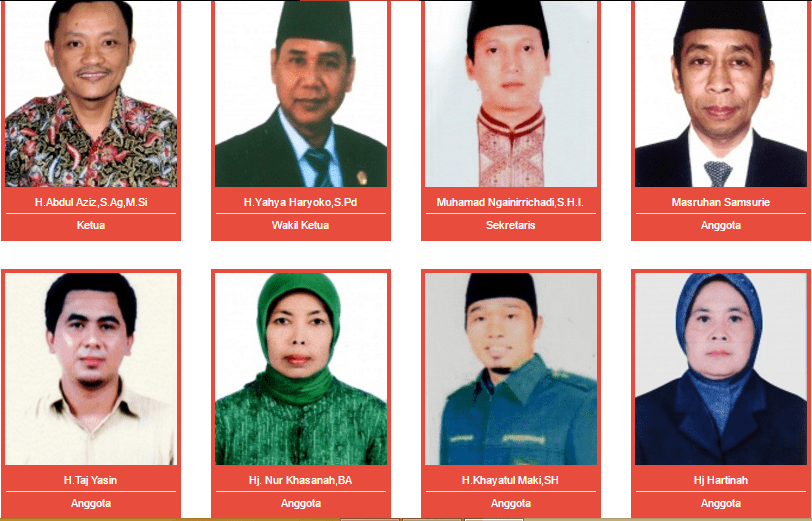 H.Abdul Aziz,S.Ag,M.Si
Ketua
H.Yahya Haryoko,S.Pd
Wakil Ketua
Muhamad Ngainirrichadi,S.H.I.
Sekretaris
Masruhan Samsurie
Anggota
H.Taj Yasin
Anggota
Hj. Nur Khasanah,BA
Anggota
H.Khayatul Maki,SH
Anggota
Hj Hartinah
Anggota